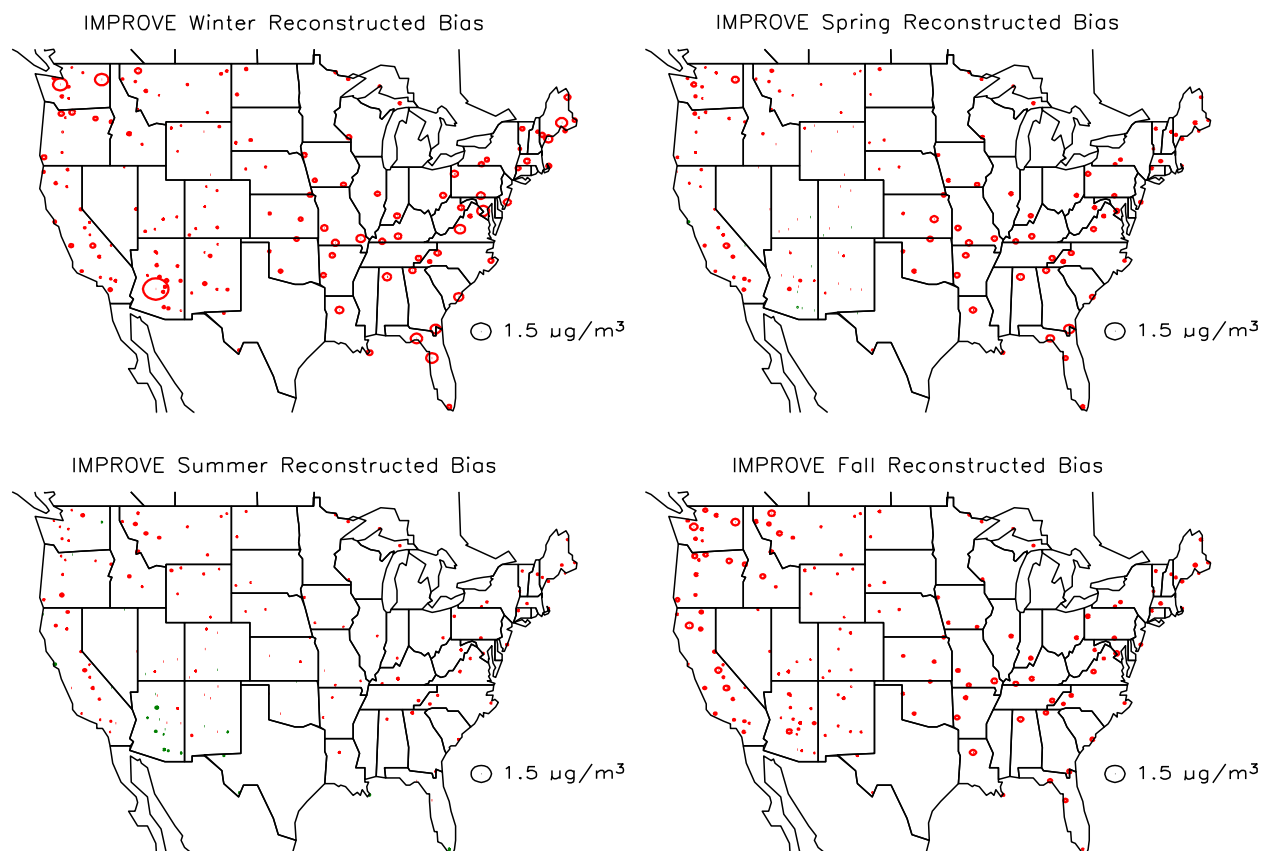 IMPROVE Winter Reconstructed Bias
IMPROVE Spring Reconstructed Bias
1.5 µg/m³
1.5 µg/m³
IMPROVE Summer Reconstructed Bias
IMPROVE Fall Reconstructed Bias
1.5 µg/m³
1.5 µg/m³